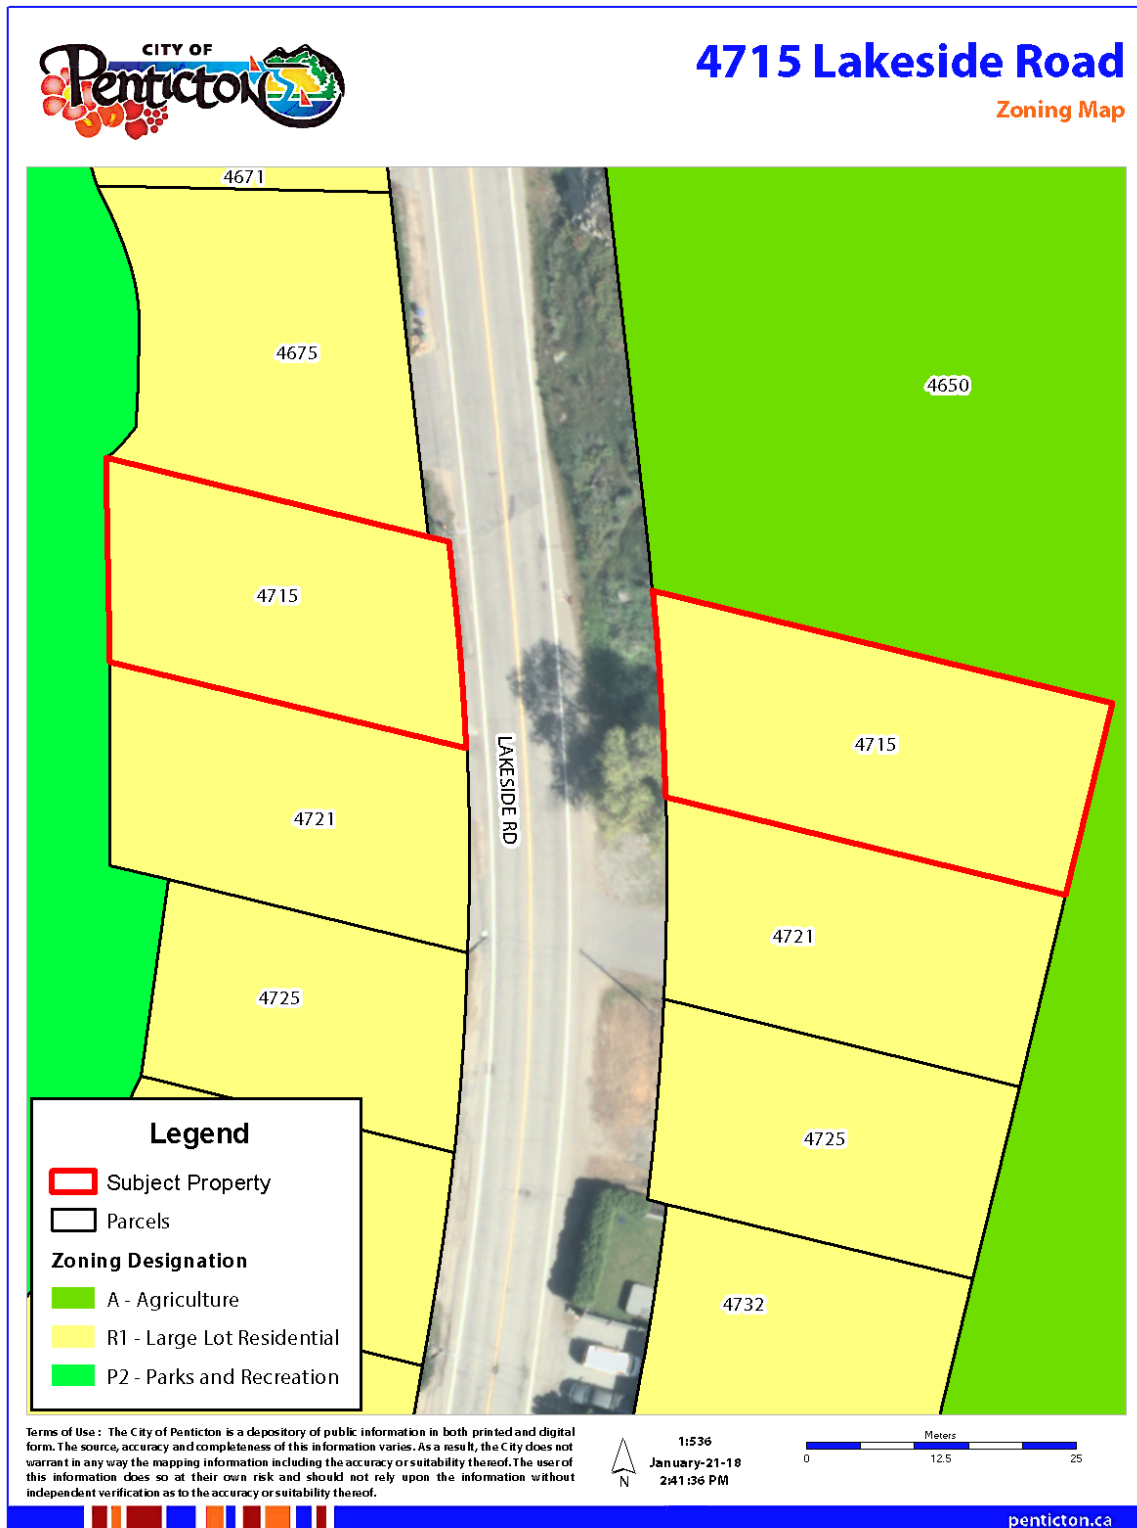 CITY OF
Penticton
4715 Lakeside Road
Zoning Map
4671
4675
4650
4715
4715
LAKESIDE RD
4721
4721
4725
4725
4732
Legend
Subject Property
Parcels
Zoning Designation
A - Agriculture
R1 - Large Lot Residential
P2 - Parks and Recreation
Terms of Use : The City of Penticton is a depository of public information in both printed and digital
form. The source, accuracy and completeness of this information varies. As a result, the City does not
warrant in any way the mapping information including the accuracy or suitability thereof. The user of
this information does so at their own risk and should not rely upon the information without
independent verification as to the accuracy or suitability thereof.
N
1:536
January-21-18
2:41:36 PM
Meters
0 12.5 25
penticton.ca